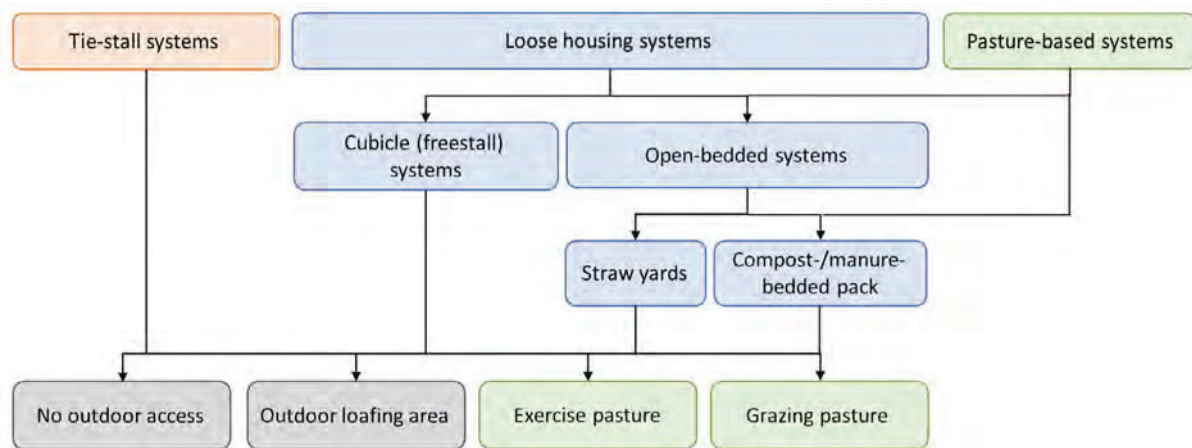 Tie-stall systems
Loose housing systems
Pasture-based systems
Cubicle (freestall)
systems
Open-bedded systems
Straw yards
Compost-/manure-
bedded pack
No outdoor access
Outdoor loafing area
Exercise pasture
Grazing pasture